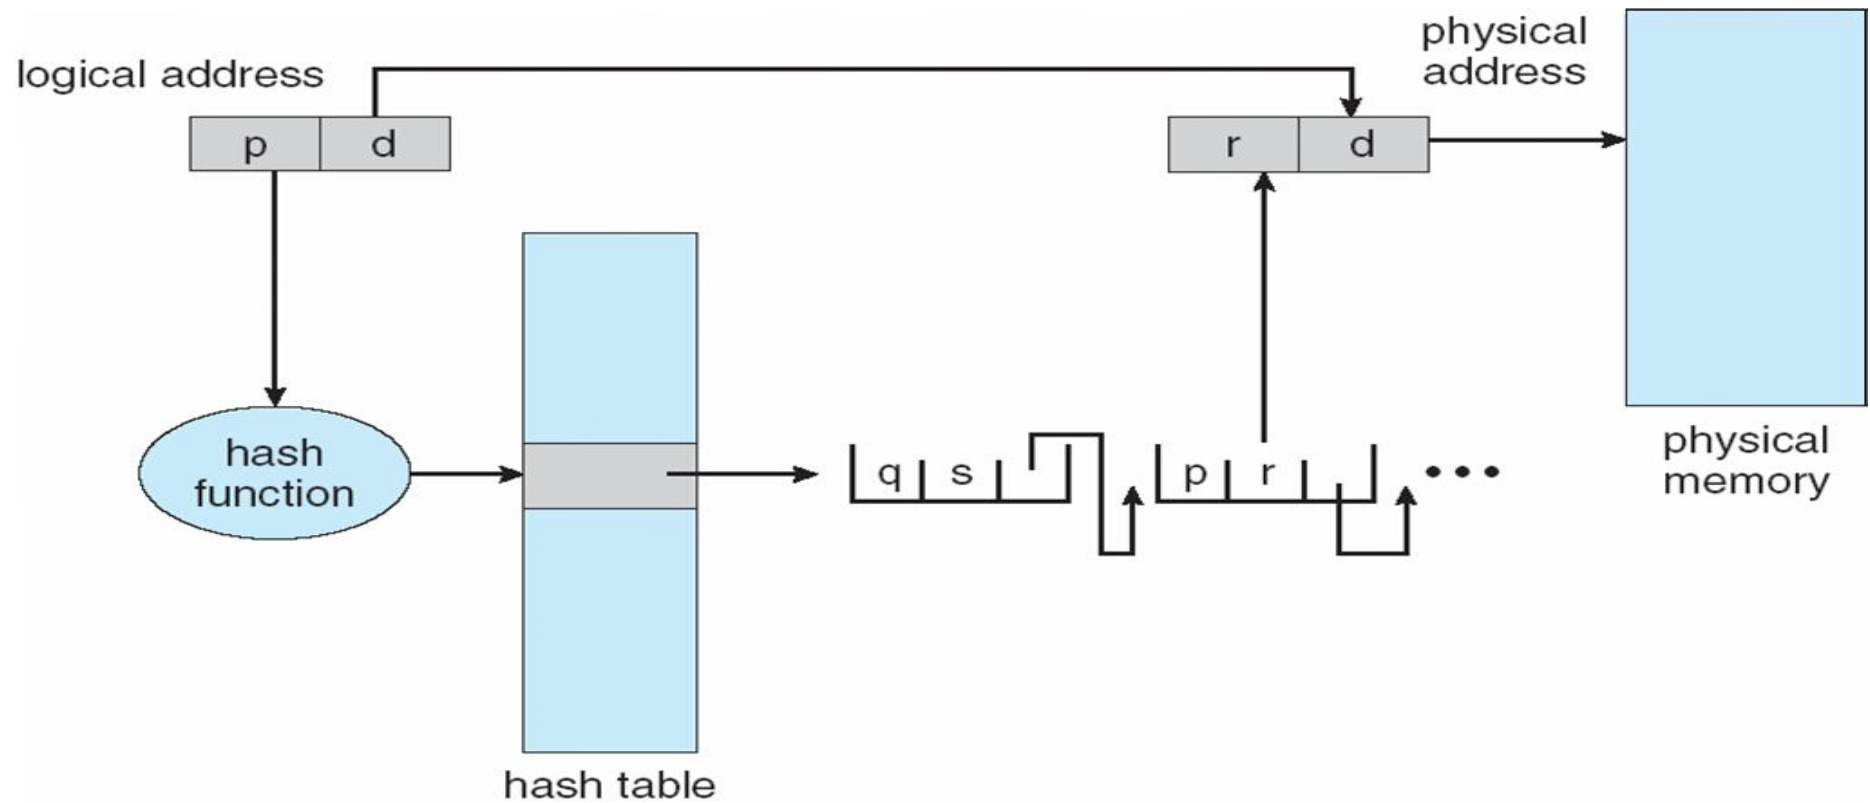 logical address
p d
physical
address
r d
hash
function
q s
p r
•••
physical
memory
hash table